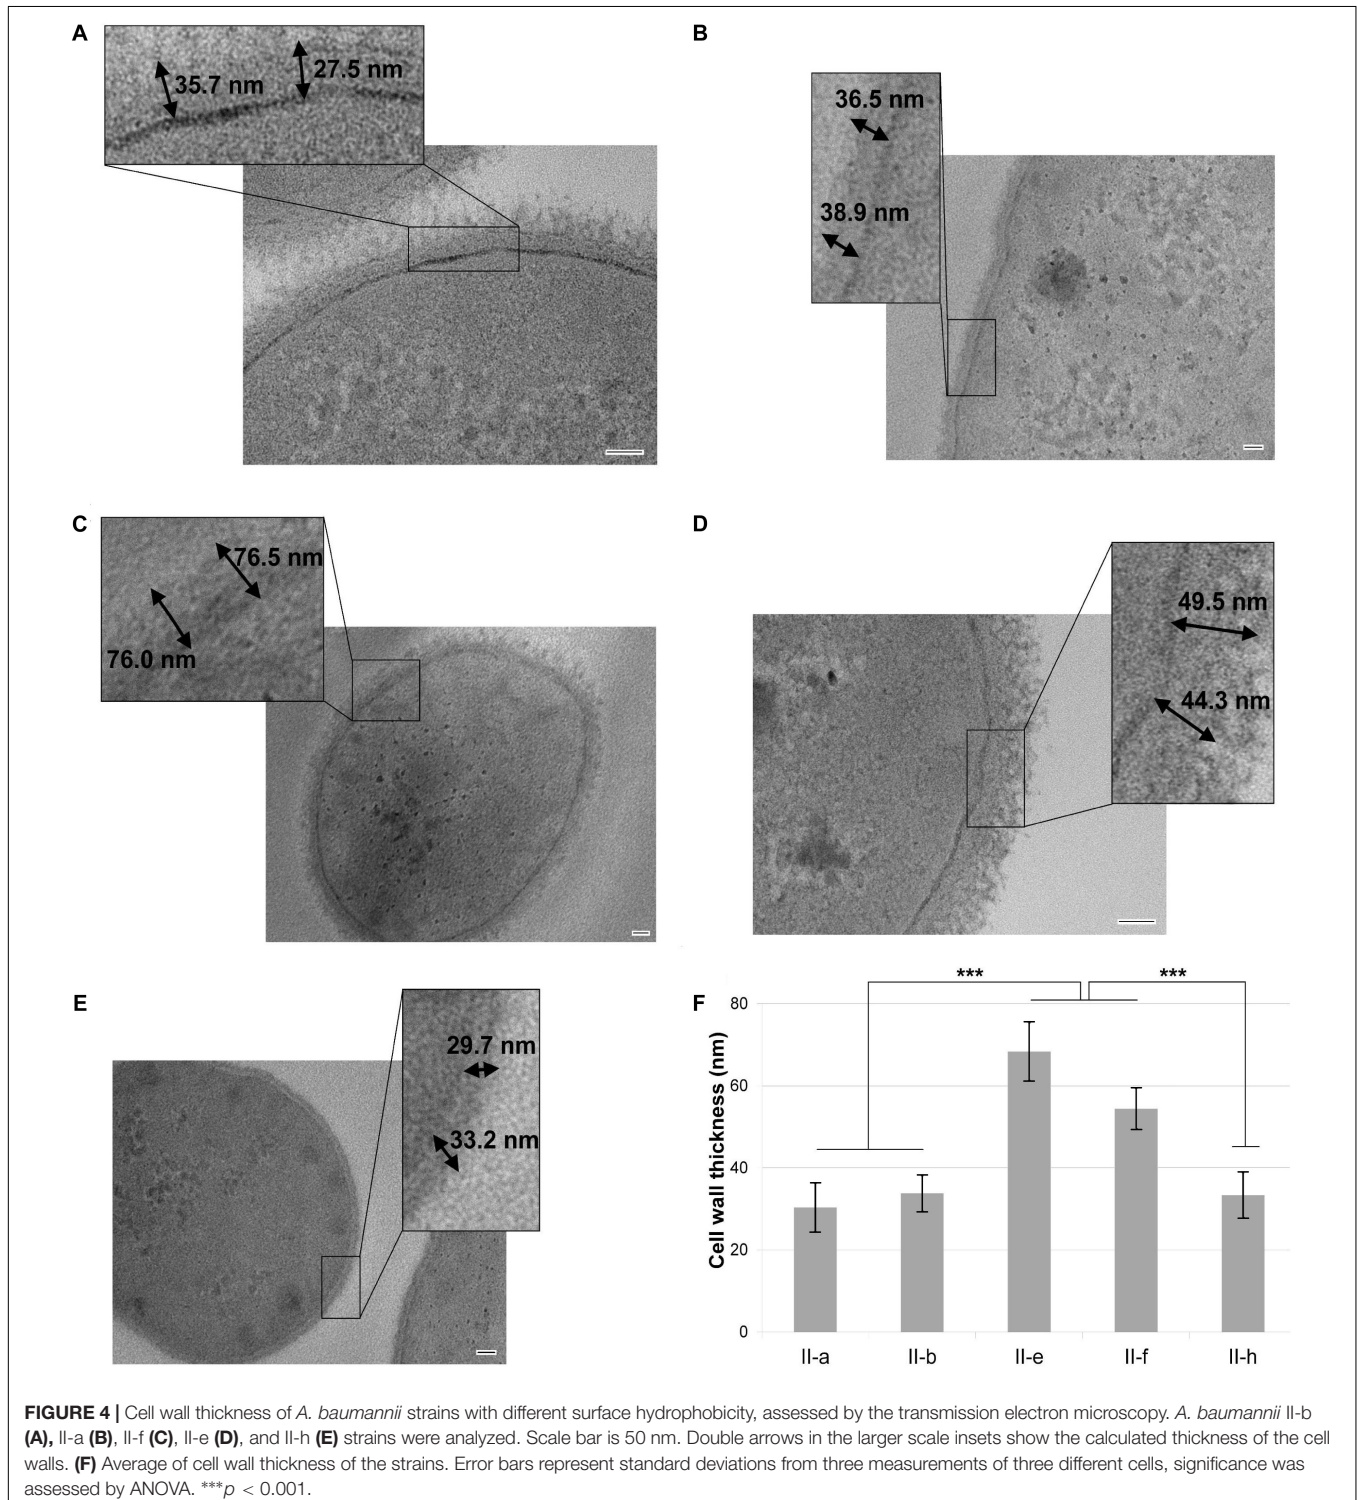 A
35.7 nm
27.5 nm
B
36.5 nm
38.9 nm
C
76.5 nm
76.0 nm
D
49.5 nm
44.3 nm
E
29.7 nm
33.2 nm
F
*** ***
Cell wall thickness (nm)
80
60
40
20
0
II-a II-b II-e II-f II-h
FIGURE 4 | Cell wall thickness of A. baumannii strains with different surface hydrophobicity, assessed by the transmission electron microscopy. A. baumannii II-b
(A), II-a (B), II-f (C), II-e (D), and II-h (E) strains were analyzed. Scale bar is 50 nm. Double arrows in the larger scale insets show the calculated thickness of the cell
walls. (F) Average of cell wall thickness of the strains. Error bars represent standard deviations from three measurements of three different cells, significance was
assessed by ANOVA. ***p < 0.001.